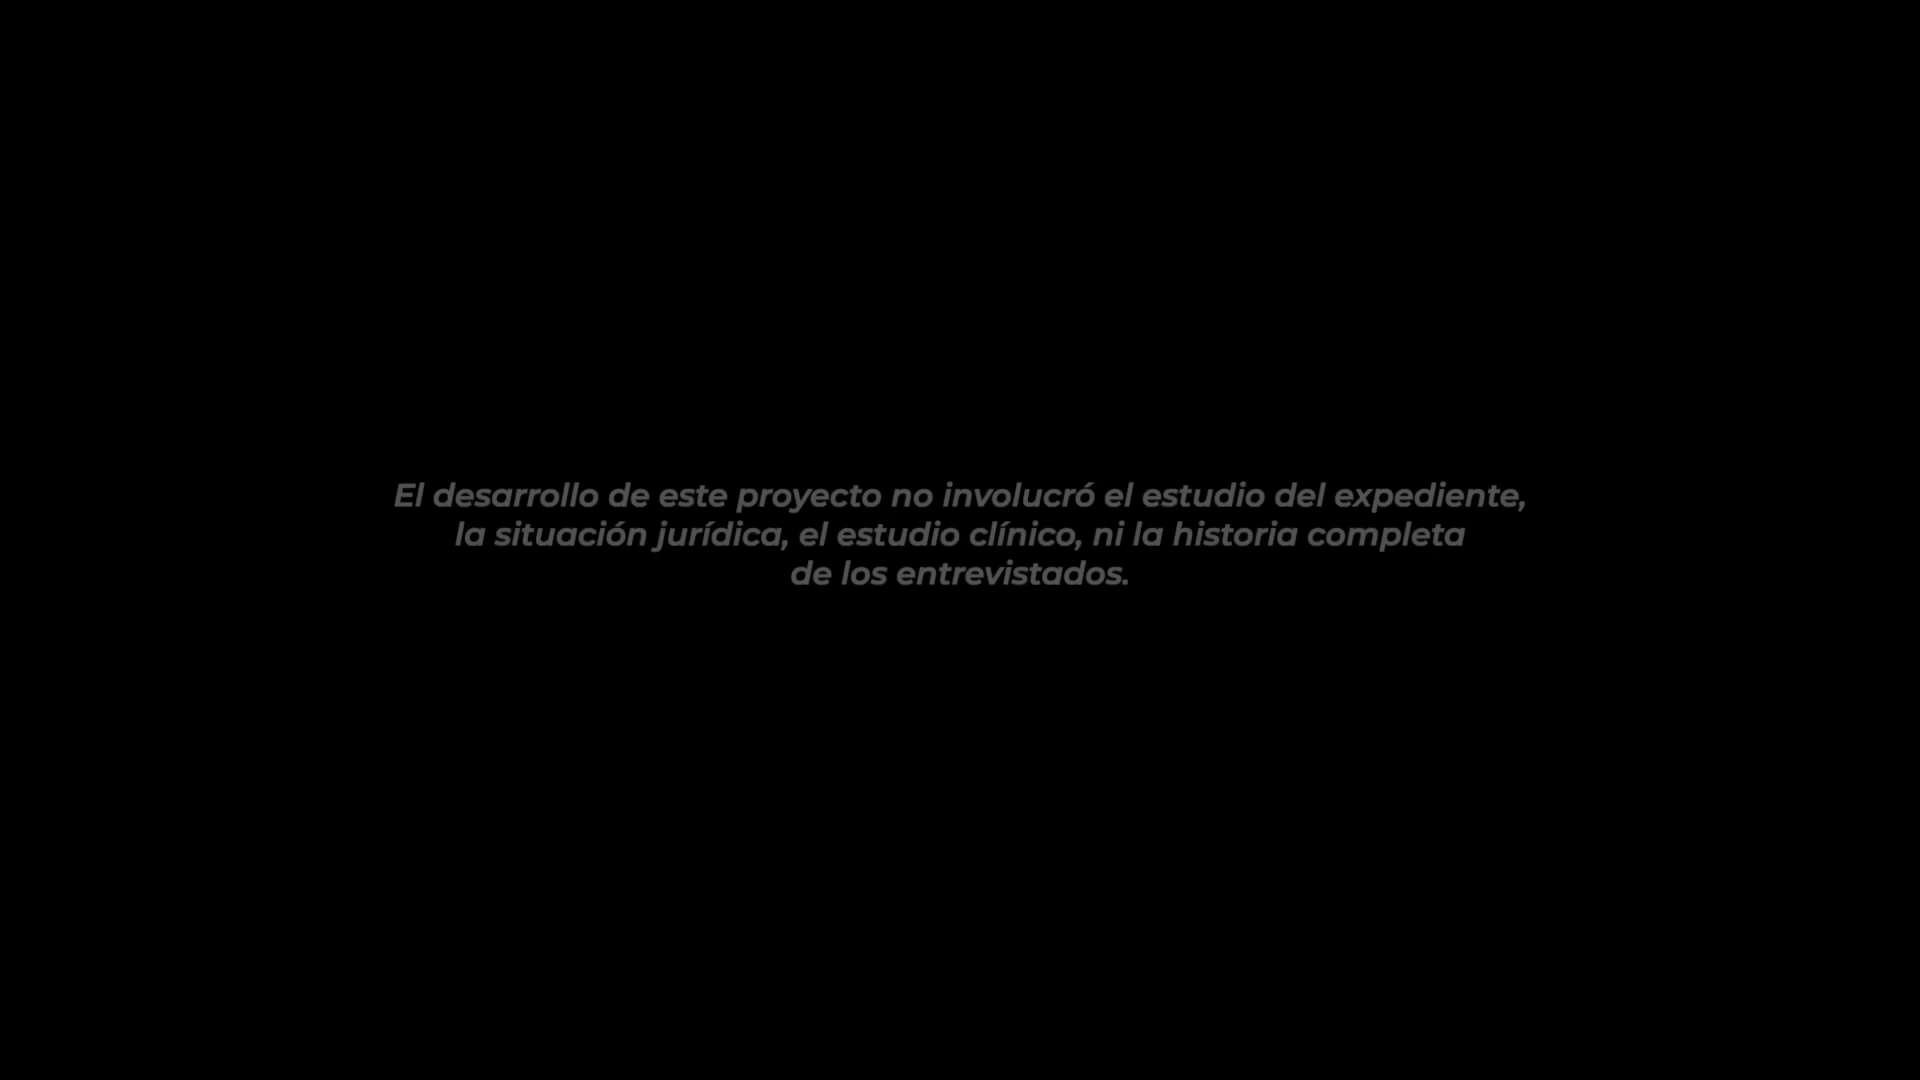 El desarrollo de este proyecto no involucró el estudio del expediente,
la situación jurídica, el estudio clínico, ni la historia completa
de los entrevistados.